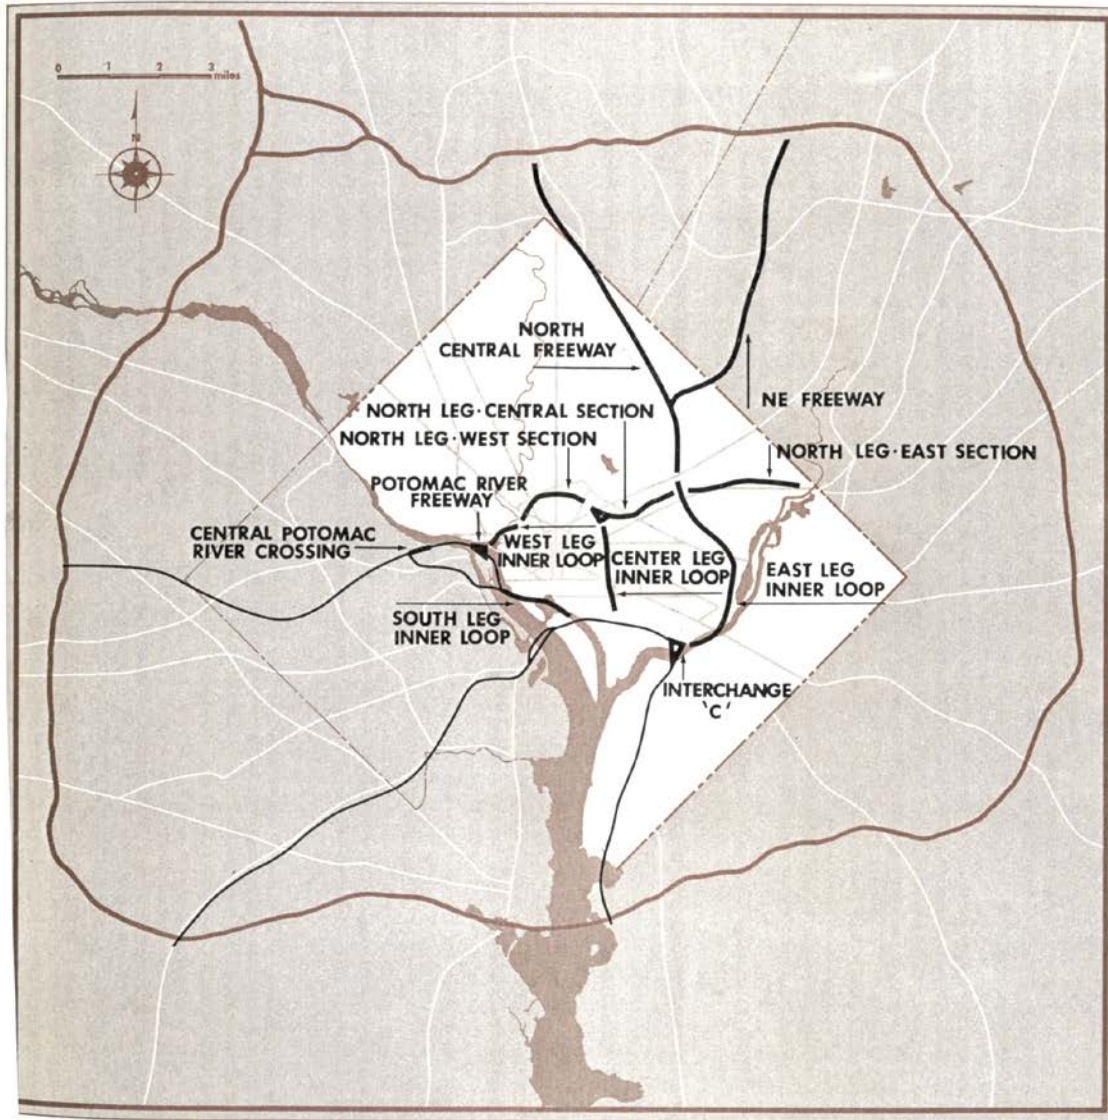 0 1 2 3
miles
N
NORTH
CENTRAL FREEWAY
NE FREEWAY
NORTH LEG·CENTRAL SECTION
NORTH LEG·WEST SECTION
NORTH LEG·EAST SECTION
POTOMAC RIVER
FREEWAY
CENTRAL POTOMAC
RIVER CROSSING
WEST LEG
INNER LOOP
CENTER LEG
INNER LOOP
EAST LEG
INNER LOOP
SOUTH LEG
INNER LOOP
INTERCHANGE
'C'